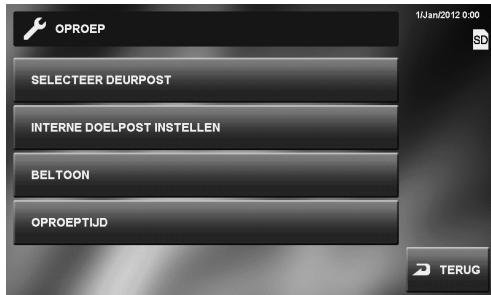 OPROEP
1/Jan/2012 0:00
SD
SELECTEER DEURPOST
INTERNE DOELPOST INSTELLEN
BELTOON
OPROEPTIJD
TERUG